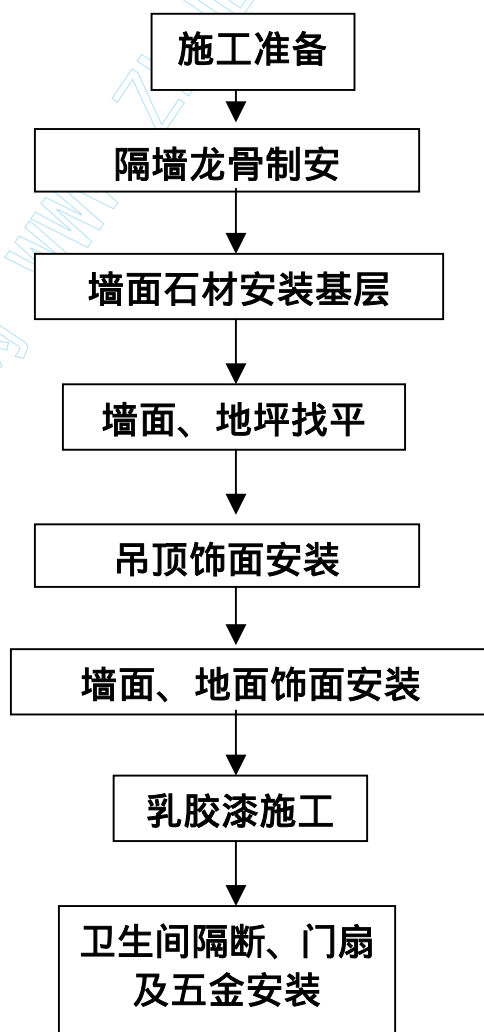 施工准备
隔墙龙骨制安
墙面石材安装基层
墙面、地坪找平
吊顶饰面安装
墙面、地面饰面安装
乳胶漆施工
卫生间隔断、门扇
及五金安装